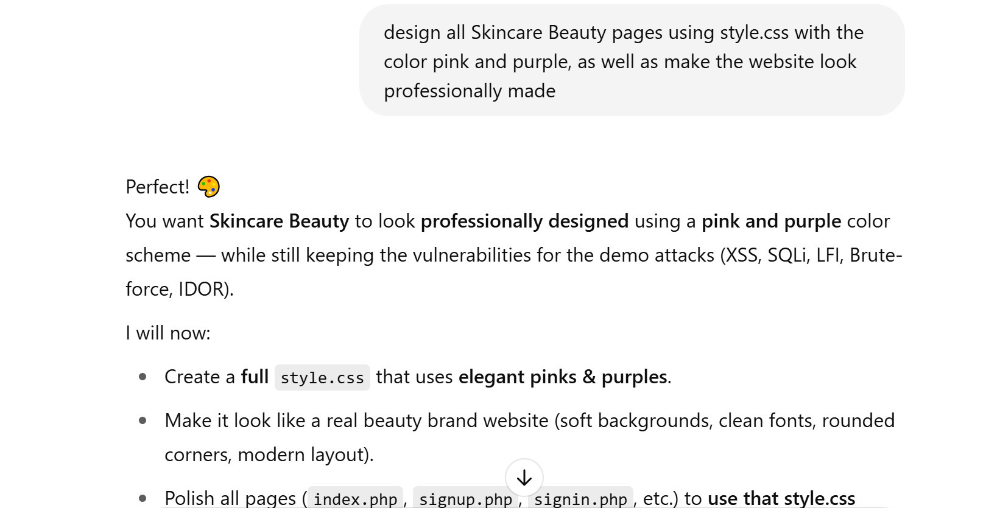 design all Skincare Beauty pages using style.css with the
color pink and purple, as well as make the website look
professionally made
Perfect! 🎨
You want Skincare Beauty to look professionally designed using a pink and purple color
scheme — while still keeping the vulnerabilities for the demo attacks (XSS, SQLi, LFI, Brute-
force, IDOR).
I will now:
• Create a full style.css that uses elegant pinks & purples.
• Make it look like a real beauty brand website (soft backgrounds, clean fonts, rounded
corners, modern layout).
• Polish all pages (index.php, signup.php, signin.php, etc.) to use that style.css